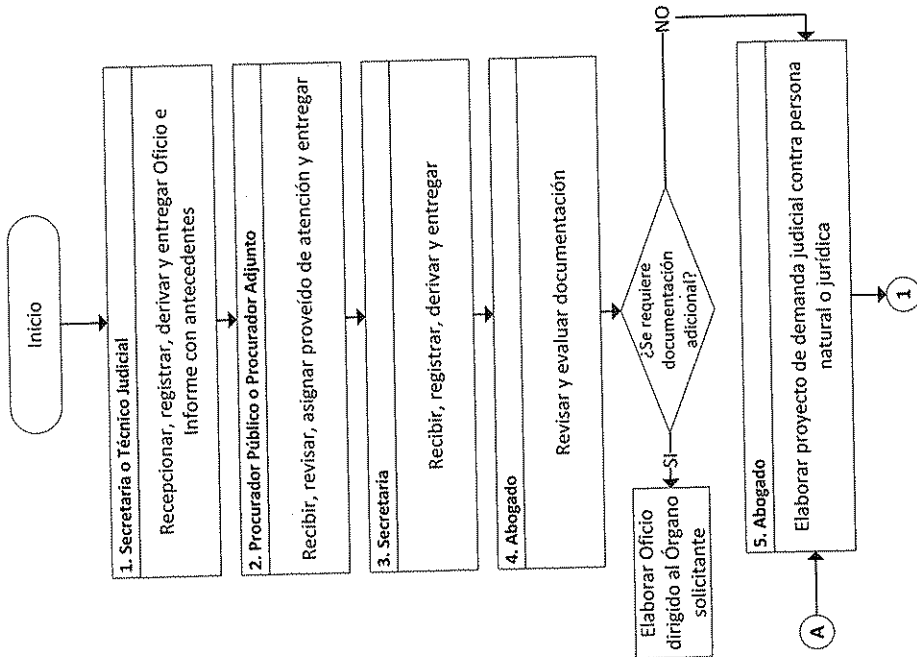 Inicio
1. Secretaria o Técnico Judicial
Recepcionar, registrar, derivar y entregar Oficio e
Informe con antecedentes
2. Procurador Público o Procurador Adjunto
Recibir, revisar, asignar proveído de atención y entregar
3. Secretaria
Recibir, registrar, derivar y entregar
4. Abogado
Revisar y evaluar documentación
¿Se requiere
documentación
adicional?
SI
NO
Elaborar Oficio
dirigido al Órgano
solicitante
5. Abogado
Elaborar proyecto de demanda judicial contra persona
natural o jurídica
A
1